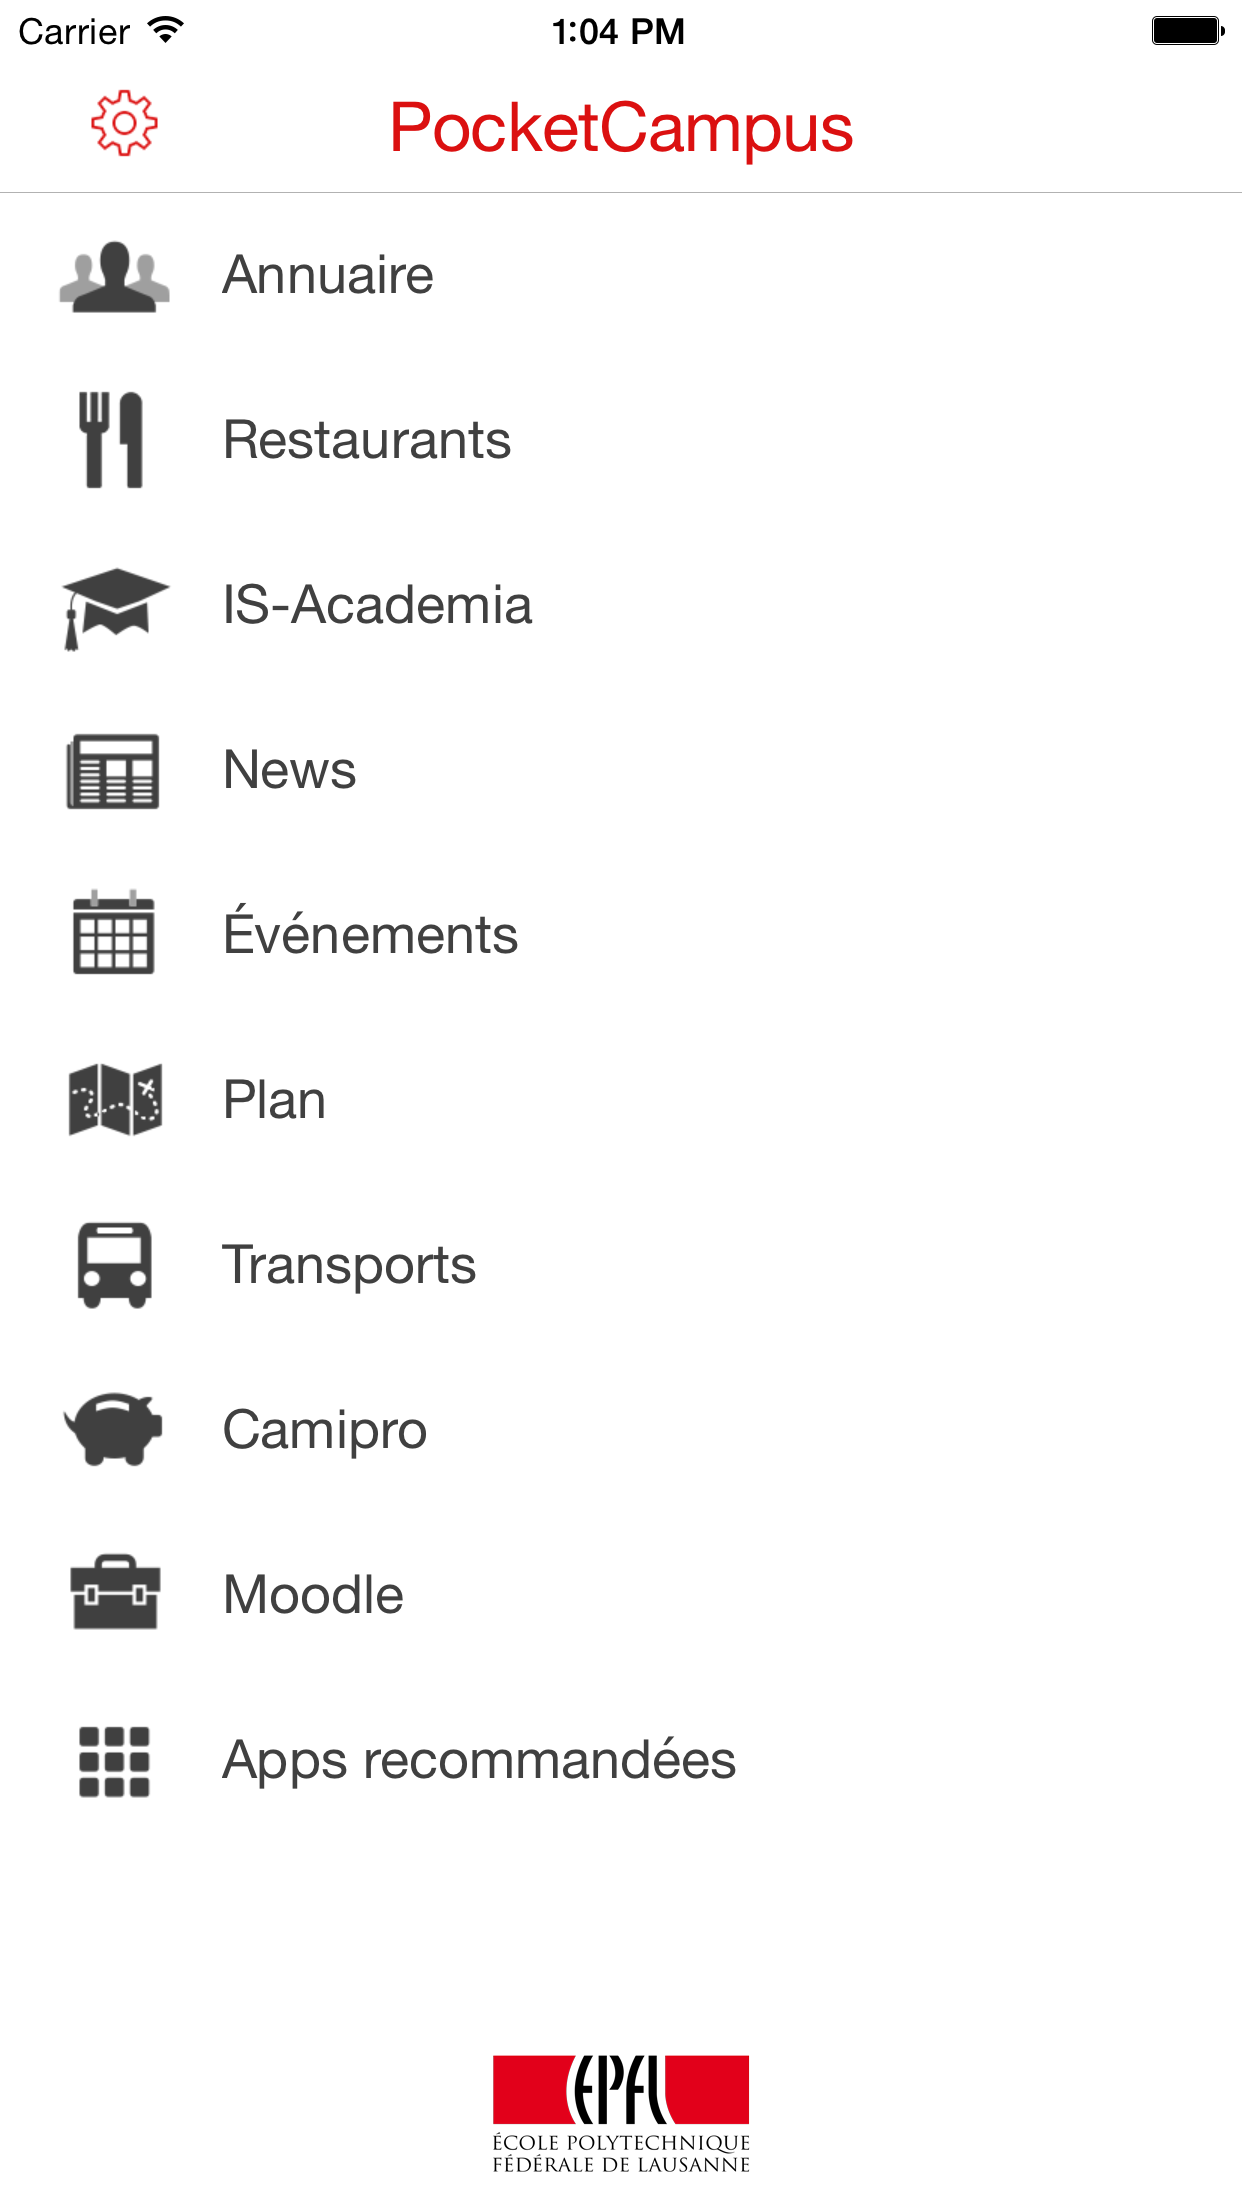 Carrier 1:04 PM
PocketCampus
Annuaire
Restaurants
IS-Academia
News
Événements
Plan
Transports
Camipro
Moodle
Apps recommandées
EPFL
ÉCOLE POLYTECHNIQUE
FÉDÉRALE DE LAUSANNE